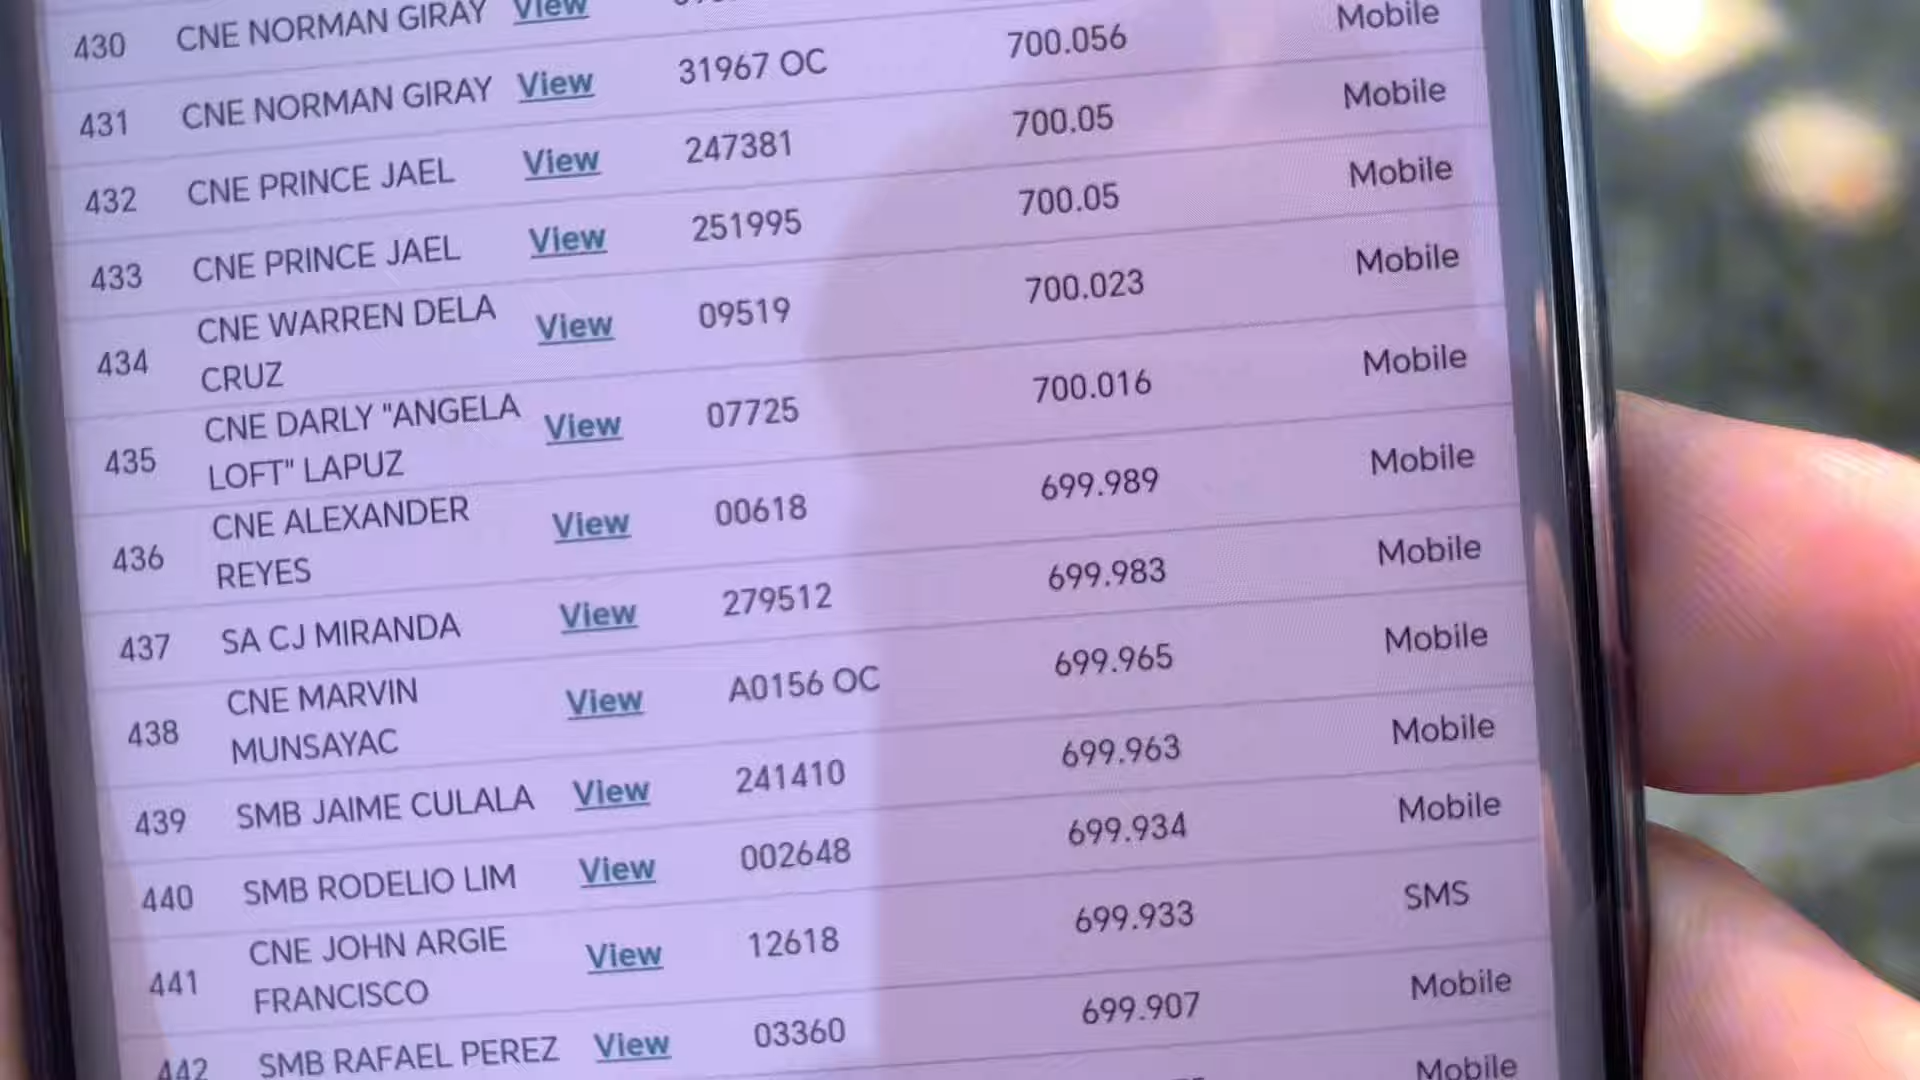 430 CNE NORMAN GIRAY View
431 CNE NORMAN GIRAY View 31967 OC 700.056 Mobile
432 CNE PRINCE JAEL View 247381 700.05 Mobile
433 CNE PRINCE JAEL View 251995 700.05 Mobile
434 CNE WARREN DELA CRUZ View 09519 700.023 Mobile
435 CNE DARLY "ANGELA LOFT" LAPUZ View 07725 700.016 Mobile
436 CNE ALEXANDER REYES View 00618 699.989 Mobile
437 SA CJ MIRANDA View 279512 699.983 Mobile
438 CNE MARVIN MUNSAYAC View A0156 OC 699.965 Mobile
439 SMB JAIME CULALA View 241410 699.963 Mobile
440 SMB RODELIO LIM View 002648 699.934 Mobile
441 CNE JOHN ARGIE FRANCISCO View 12618 699.933 SMS
442 SMB RAFAEL PEREZ View 03360 699.907 Mobile
Mobile